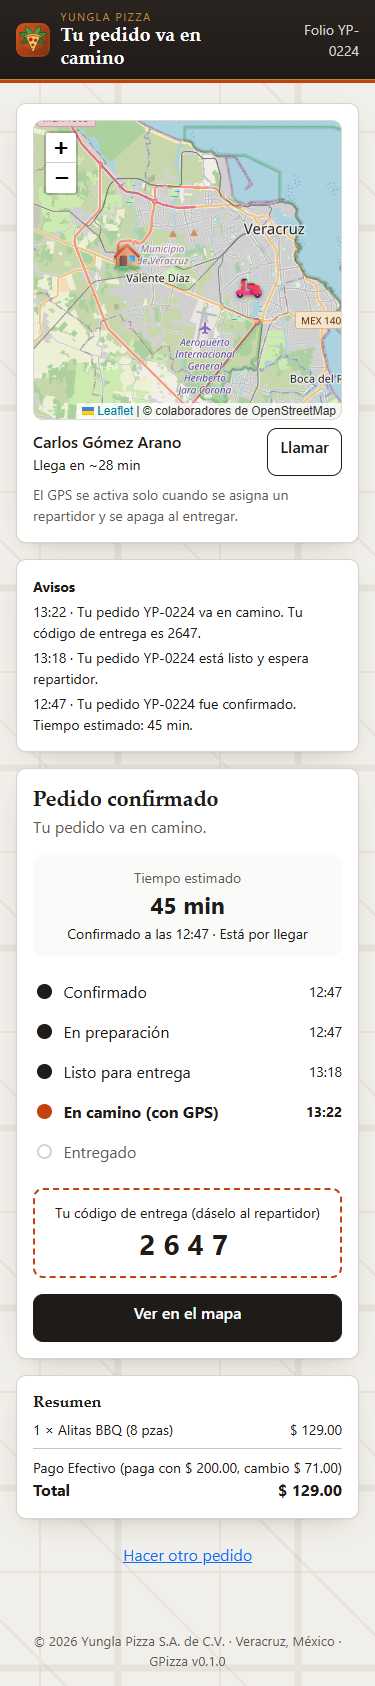 YUNGLA PIZZA
Tu pedido va en
camino
Folio YP-
0224
+
−
Veracruz
Municipio
de Veracruz
Valente Díaz
MEX 140
Aeropuerto
Internacional
General
Heriberto
Jara Corona
Boca del R
Leaflet | © colaboradores de OpenStreetMap
Carlos Gómez Arano
Llega en ~28 min
Llamar
El GPS se activa solo cuando se asigna un
repartidor y se apaga al entregar.
Avisos
13:22 · Tu pedido YP-0224 va en camino. Tu
código de entrega es 2647.
13:18 · Tu pedido YP-0224 está listo y espera
repartidor.
12:47 · Tu pedido YP-0224 fue confirmado.
Tiempo estimado: 45 min.
Pedido confirmado
Tu pedido va en camino.
Tiempo estimado
45 min
Confirmado a las 12:47 · Está por llegar
Confirmado 12:47
En preparación 12:47
Listo para entrega 13:18
En camino (con GPS) 13:22
Entregado
Tu código de entrega (dáselo al repartidor)
2647
Ver en el mapa
Resumen
1 × Alitas BBQ (8 pzas) $ 129.00
Pago Efectivo (paga con $ 200.00, cambio $ 71.00)
Total $ 129.00
Hacer otro pedido
© 2026 Yungla Pizza S.A. de C.V. · Veracruz, México ·
GPizza v0.1.0